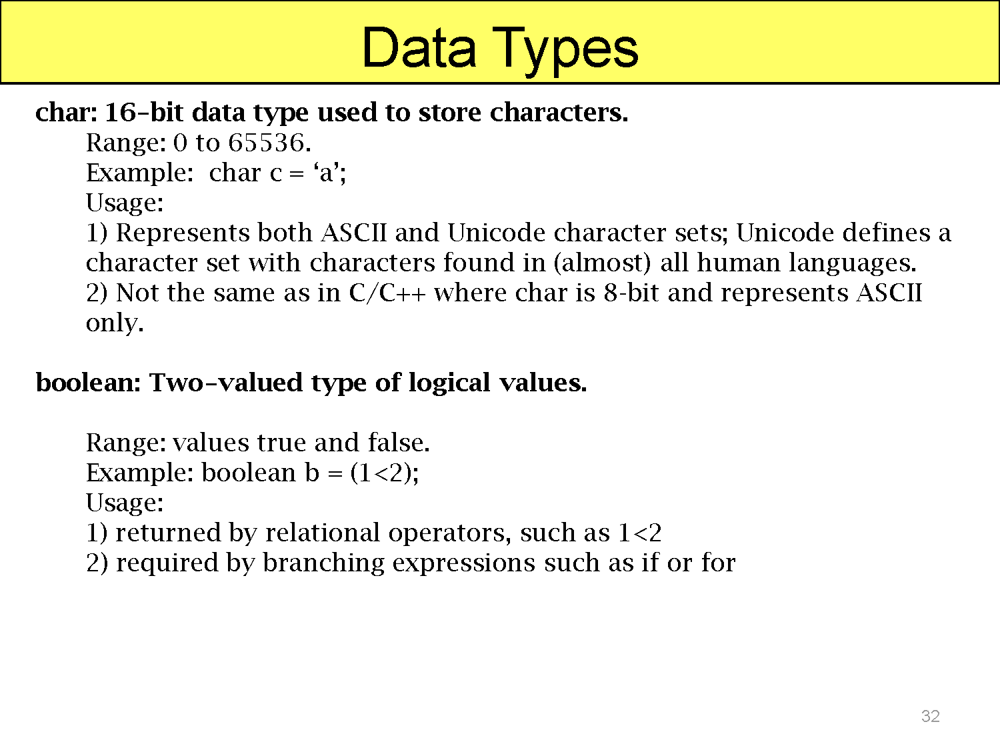 Data Types
char: 16-bit data type used to store characters.
Range: 0 to 65536.
Example:  char c = ‘a’;
Usage:
1) Represents both ASCII and Unicode character sets; Unicode defines a
character set with characters found in (almost) all human languages.
2) Not the same as in C/C++ where char is 8-bit and represents ASCII
only.
boolean: Two-valued type of logical values.
Range: values true and false.
Example: boolean b = (1<2);
Usage:
1) returned by relational operators, such as 1<2
2) required by branching expressions such as if or for
32